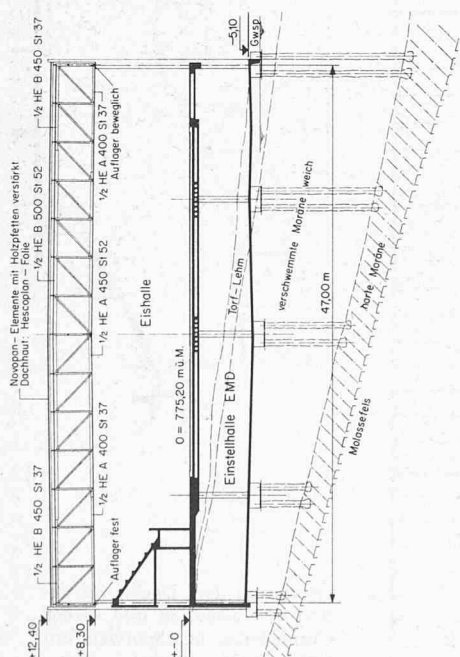 Novopan-Elemente mit Holzpfetten verstärkt
Dachhaut: Hescoplan-Folie
1/2 HE B 450 St 37
1/2 HE B 500 St 52
1/2 HE B 450 St 37
+12,40
+8,30
Auflager fest
1/2 HE A 400 St 37
1/2 HE A 450 St 52
1/2 HE A 400 St 37
Auflager beweglich
Eishalle
+-0
0 = 775,20 m ü.M.
Einstellhalle EMD
Torf-Lehm
-5,10
Gwsp
verschwemmte Moräne weich
47,00 m
harte Moräne
Molassefels